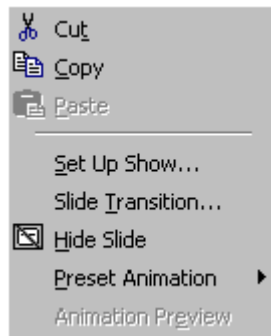 Cut
Copy
Paste
Set Up Show...
Slide Transition...
Hide Slide
Preset Animation
Animation Preview